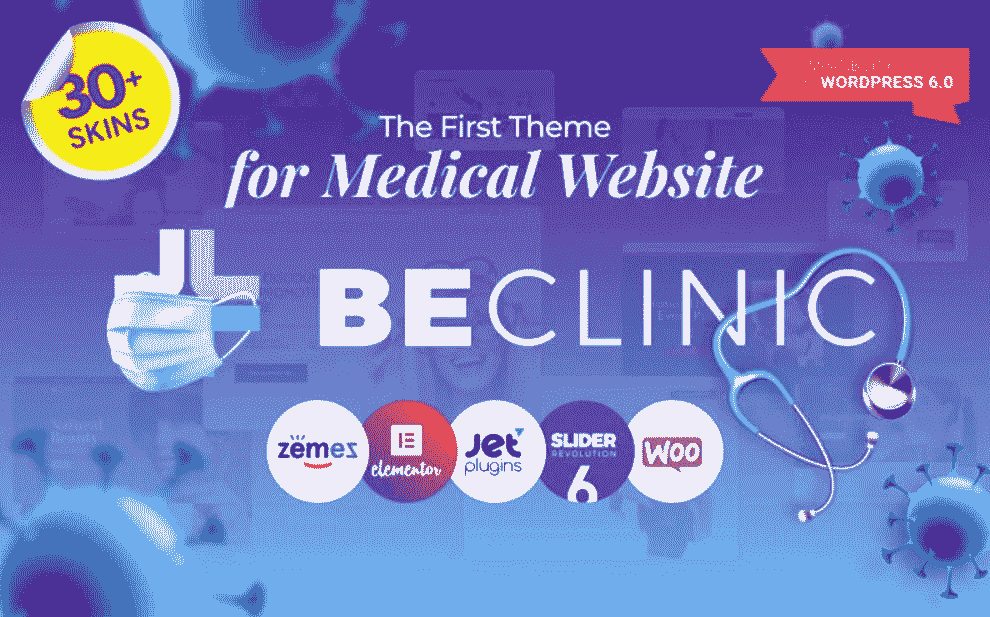 30+
SKINS
WORDPRESS 6.0
The First Theme
for Medical Website
BECLINIC
zemez
elementor
Jet
plugins
SLIDER
REVOLUTION
6
WOO